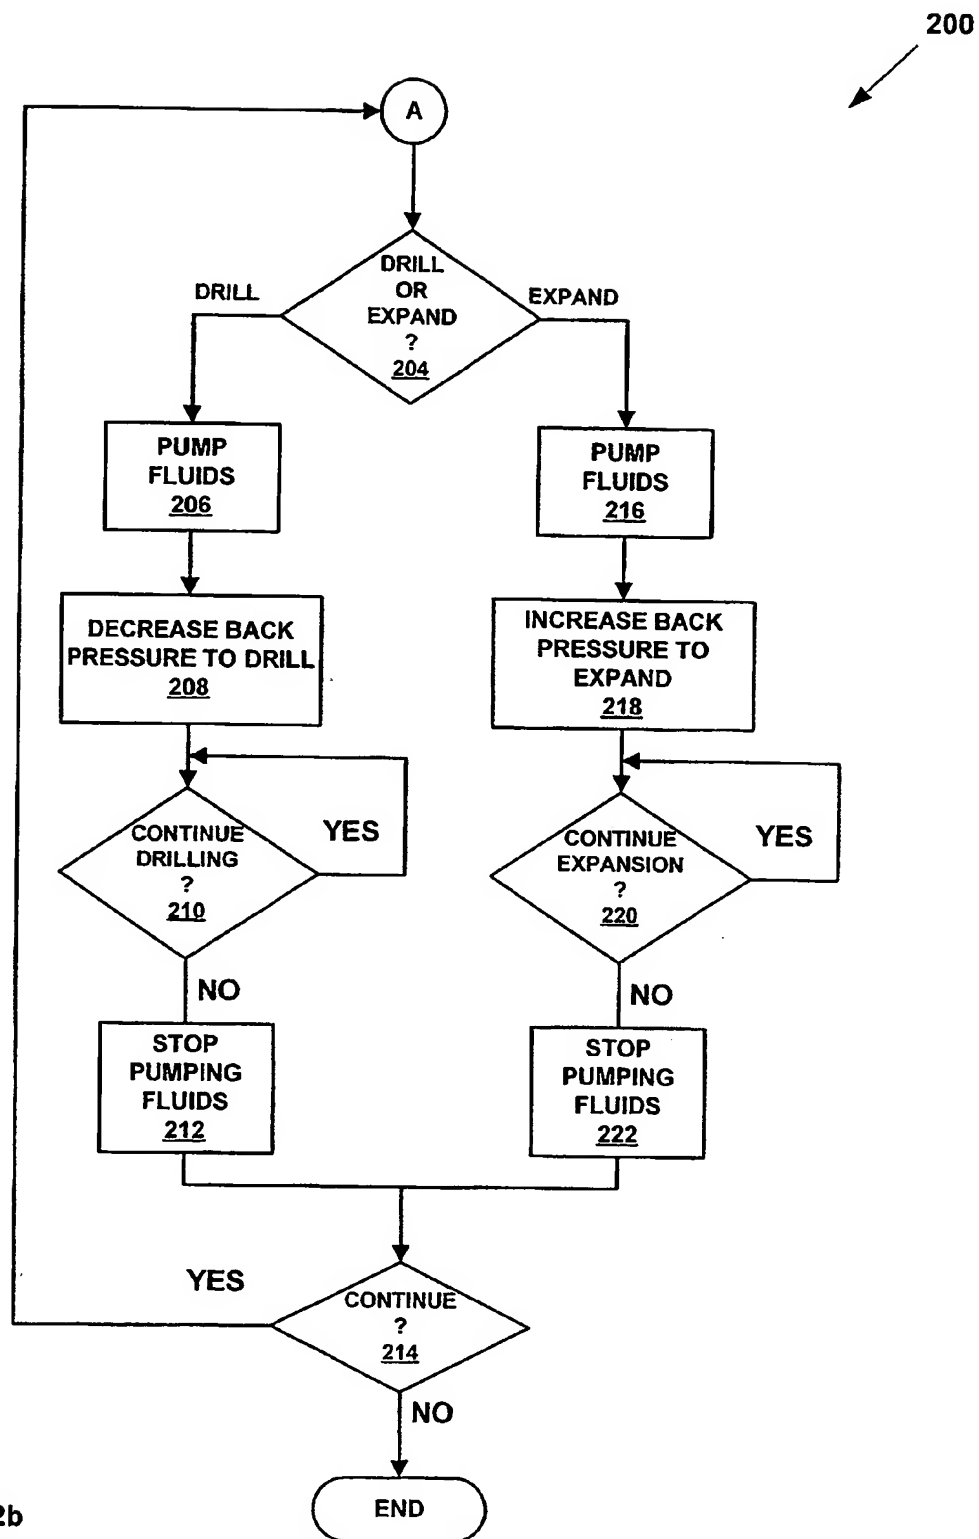 200
A
DRILL
OR
EXPAND
?
204
DRILL
EXPAND
PUMP
FLUIDS
206
PUMP
FLUIDS
216
DECREASE BACK
PRESSURE TO DRILL
208
INCREASE BACK
PRESSURE TO
EXPAND
218
CONTINUE
DRILLING
?
210
YES
CONTINUE
EXPANSION
?
220
YES
NO
NO
STOP
PUMPING
FLUIDS
212
STOP
PUMPING
FLUIDS
222
YES
CONTINUE
?
214
NO
END
2b